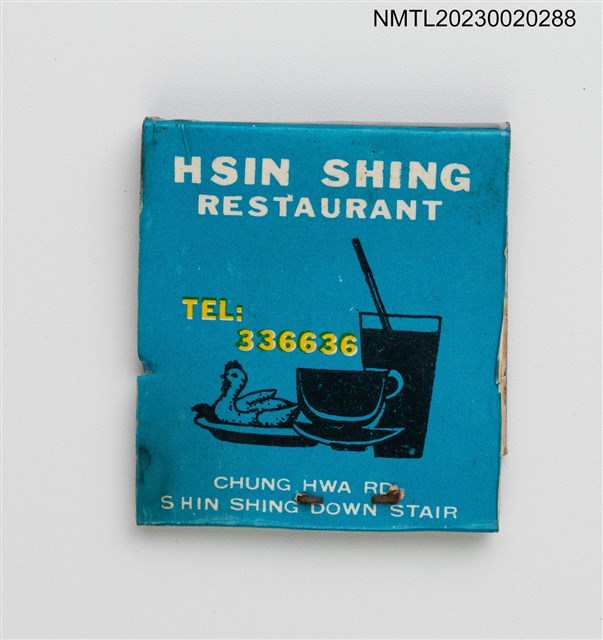 NMTL20230020288
HSIN SHING
RESTAURANT
TEL:
336636
CHUNG HWA RD
SHIN SHING DOWN STAIR